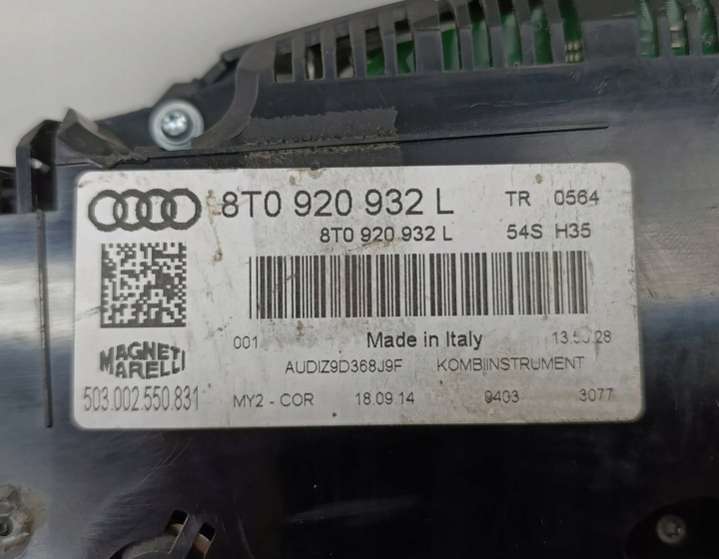 8T0 920 932 L TR 0564
8T0 920 932 L 54S H35
001 Made in Italy
MAGNETI
MARELLI
AUDIZ9D368J9F KOMBIINSTRUMENT
503.002.550.831
MY2 - COR 18.09.14 9403 3077